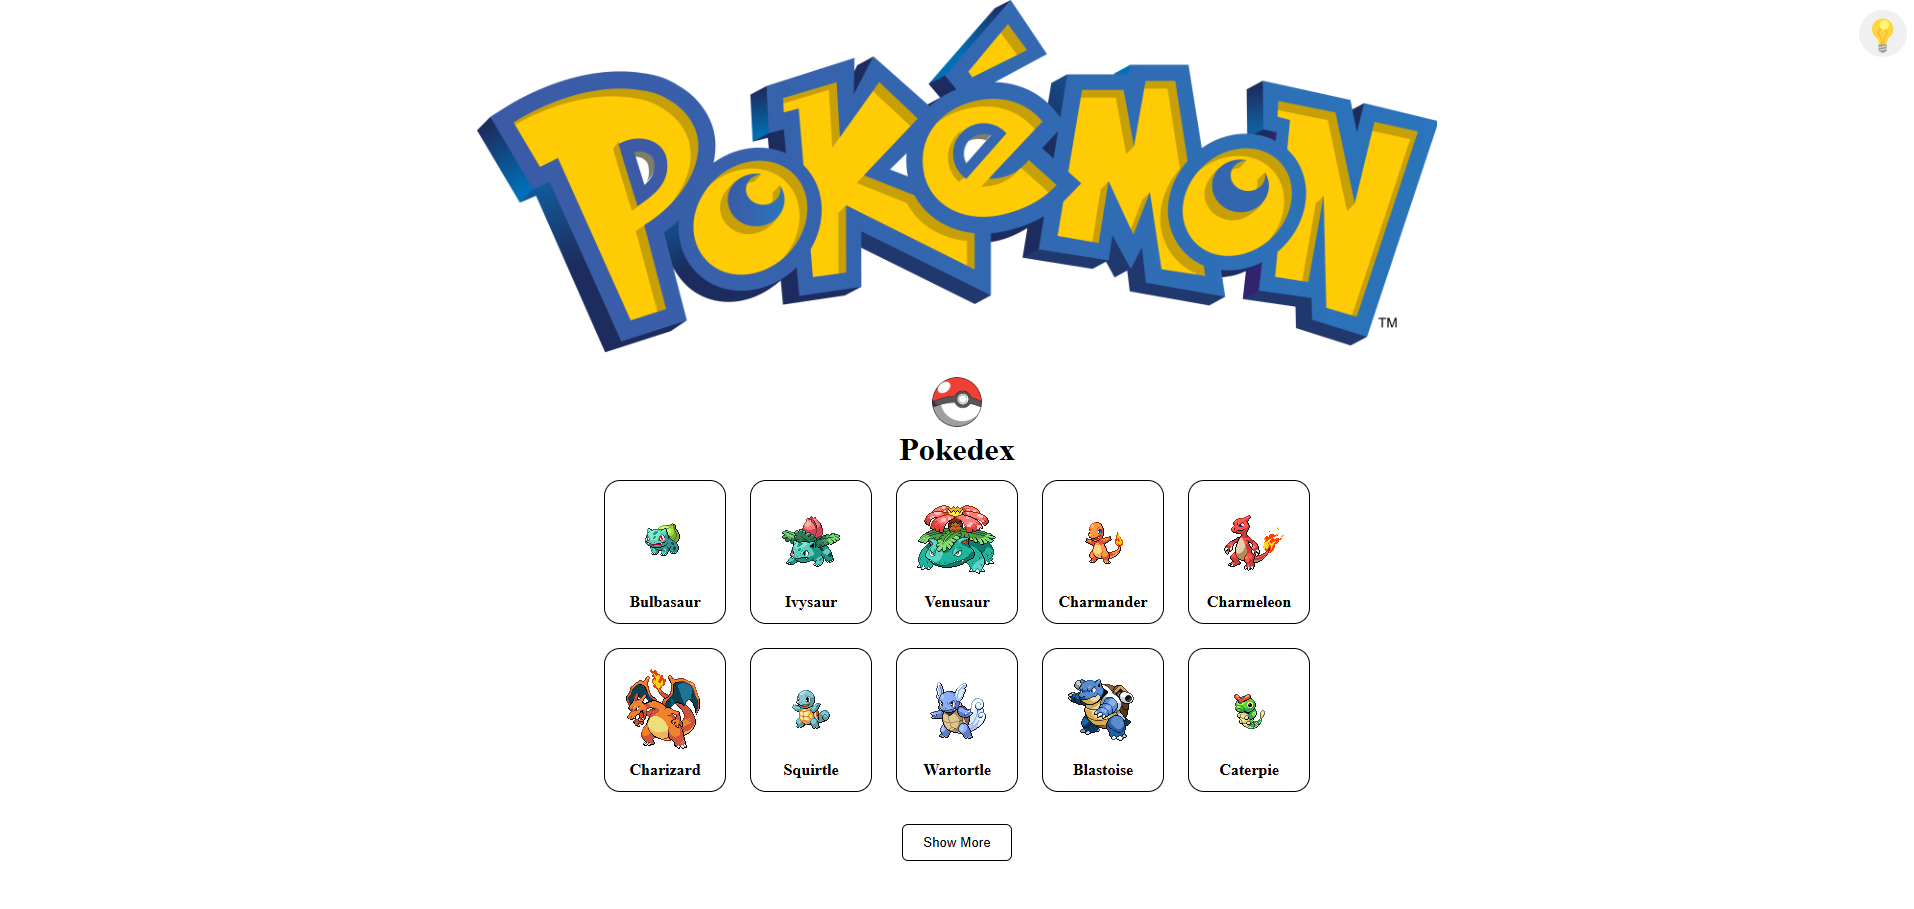 POKéMON
TM
Pokedex
Bulbasaur
Ivysaur
Venusaur
Charmander
Charmeleon
Charizard
Squirtle
Wartortle
Blastoise
Caterpie
Show More